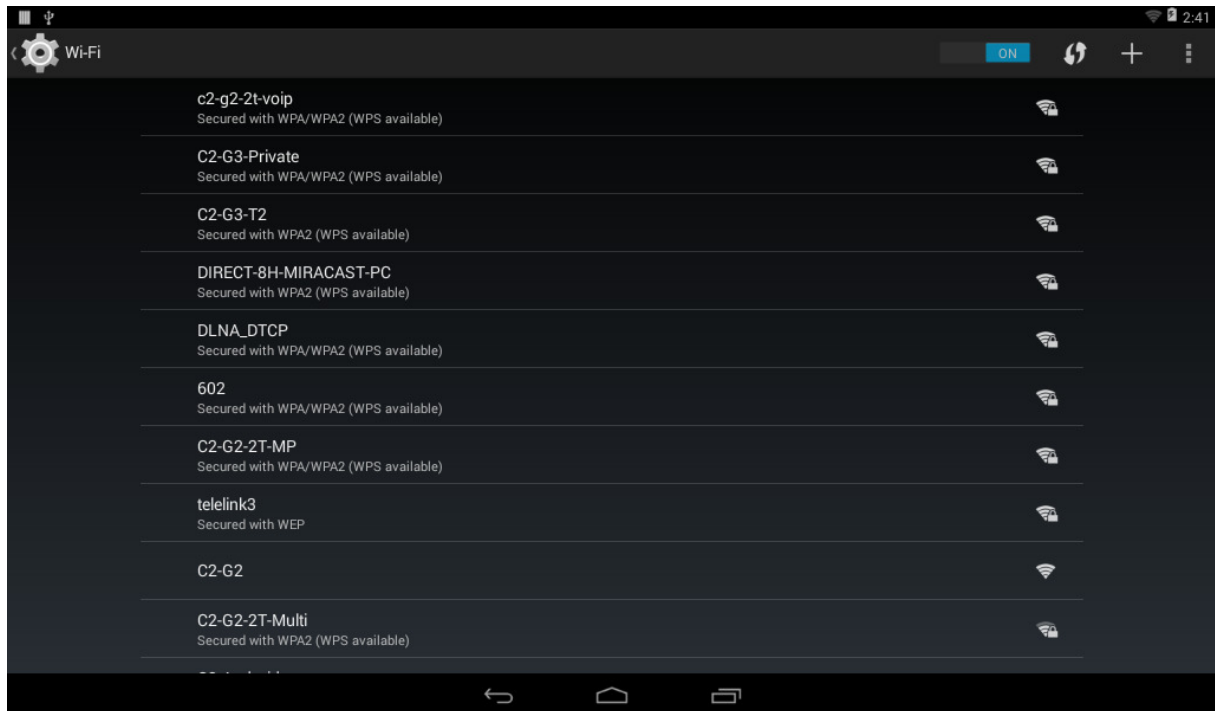 2:41
Wi-Fi
ON
c2-g2-2t-voip
Secured with WPA/WPA2 (WPS available)
C2-G3-Private
Secured with WPA/WPA2 (WPS available)
C2-G3-T2
Secured with WPA2 (WPS available)
DIRECT-8H-MIRACAST-PC
Secured with WPA2 (WPS available)
DLNA_DTCP
Secured with WPA/WPA2 (WPS available)
602
Secured with WPA/WPA2 (WPS available)
C2-G2-2T-MP
Secured with WPA/WPA2 (WPS available)
telelink3
Secured with WEP
C2-G2
C2-G2-2T-Multi
Secured with WPA2 (WPS available)